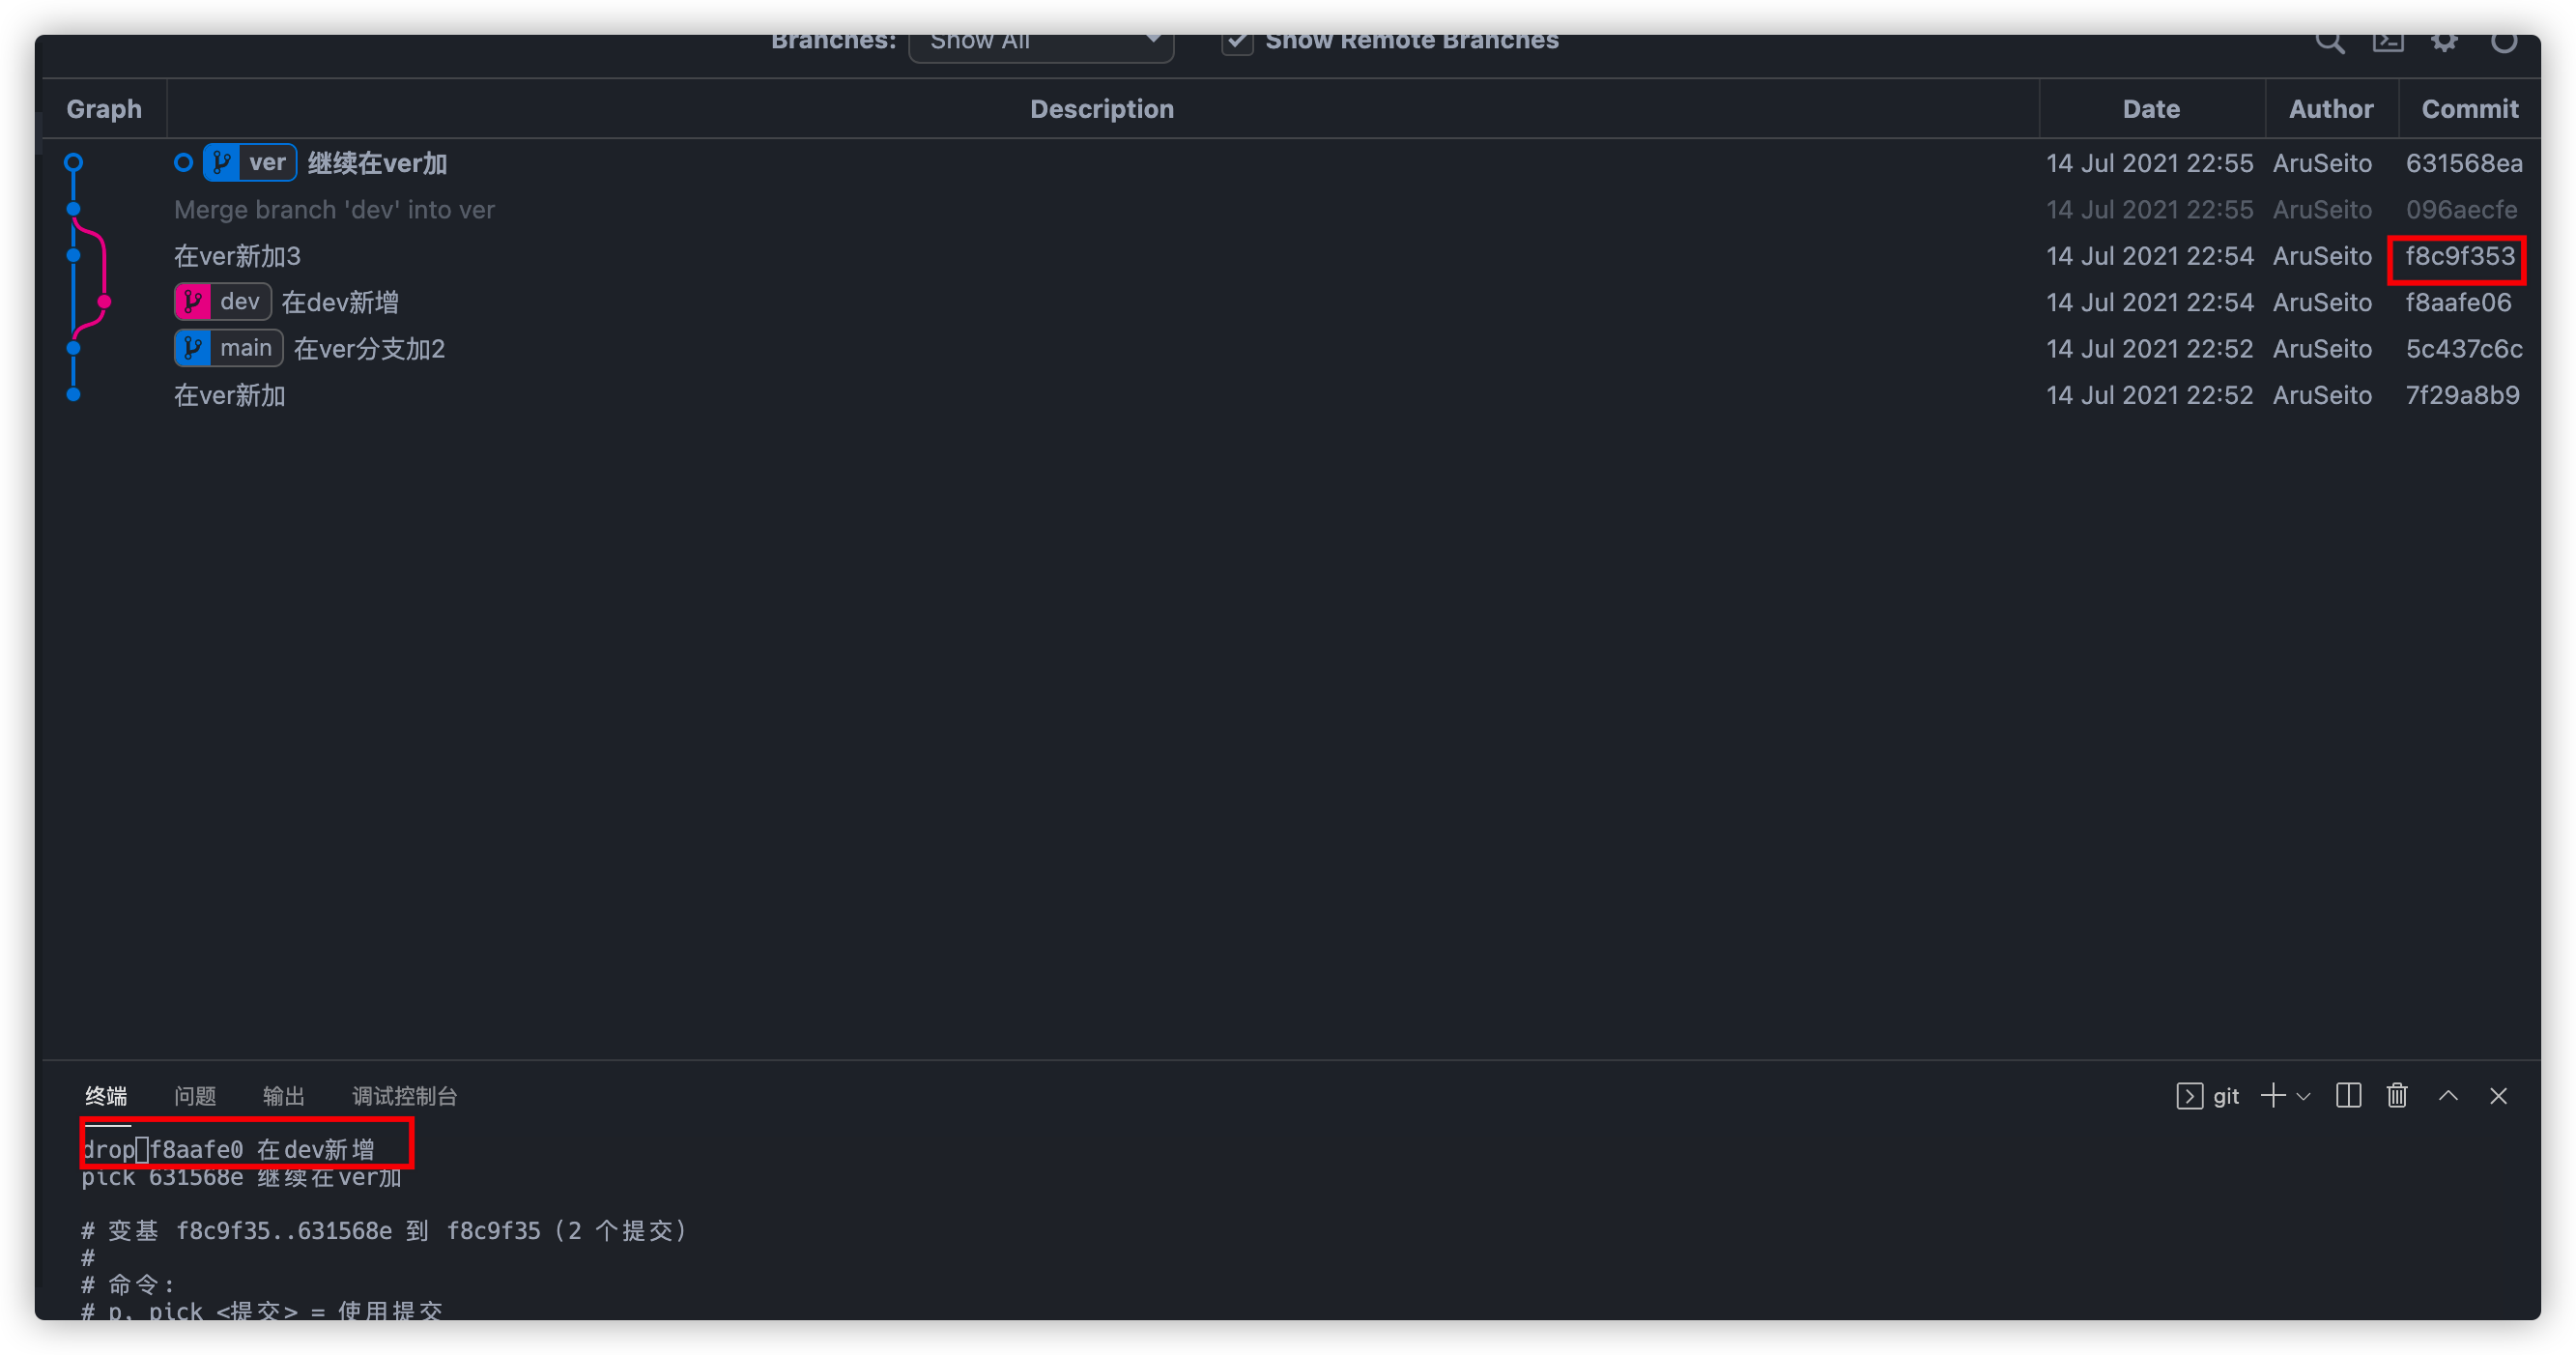 Branches: Show All Show Remote Branches
Graph Description Date Author Commit
ver 继续在ver加 14 Jul 2021 22:55 AruSeito 631568ea
Merge branch 'dev' into ver 14 Jul 2021 22:55 AruSeito 096aecfe
在ver新加3 14 Jul 2021 22:54 AruSeito f8c9f353
dev 在dev新增 14 Jul 2021 22:54 AruSeito f8aafe06
main 在ver分支加2 14 Jul 2021 22:52 AruSeito 5c437c6c
在ver新加 14 Jul 2021 22:52 AruSeito 7f29a8b9
终端 问题 输出 调试控制台 git
drop f8aafe0 在dev新增
pick 631568e 继续在ver加
# 变基 f8c9f35..631568e 到 f8c9f35（2 个提交）
#
# 命令:
# p, pick <提交> = 使用提交